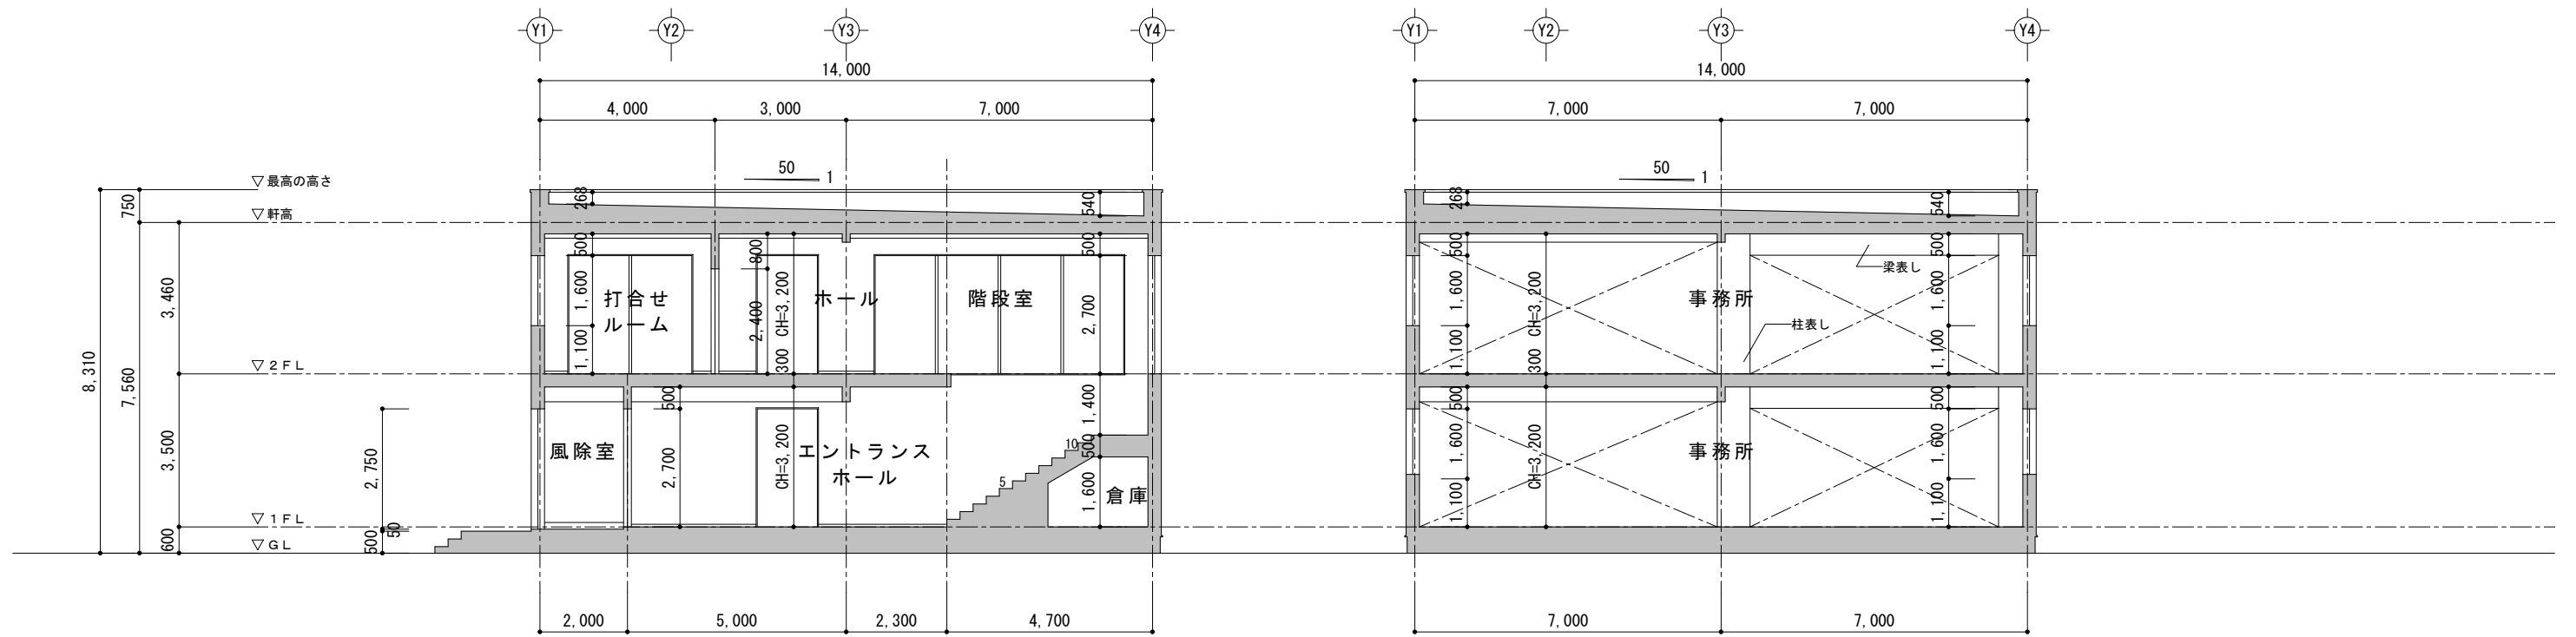 Y1 Y2 Y3 Y4 Y1 Y2 Y3 Y4
14,000 14,000
4,000 3,000 7,000 7,000 7,000
50 1 50 1
▽最高の高さ
750 268 540 268 540
▽軒高
500 800 500 500 500
梁表し
3,460 1,600 2,400 CH=3,200 2,700 1,600 CH=3,200 1,600
打合せ
ルーム
ホール
階段室
事務所
柱表し
1,100 300 1,100 300 1,100
▽2FL
8,310 7,560
500 1,400 500 500
3,500 2,750 2,700 CH=3,200 1,600 CH=3,200 1,600
風除室
エントランス
ホール
10 500
5
事務所
倉庫
1,600 1,100 1,100
▽1FL
600 500 50
▽GL
2,000 5,000 2,300 4,700 7,000 7,000